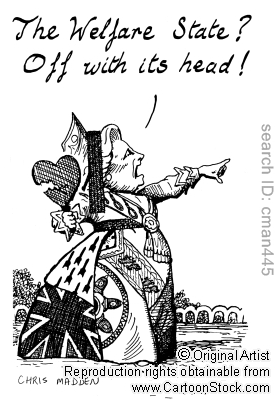 The Welfare State?
Off with its head!
search ID: cman445
© Original Artist
Reproduction rights obtainable from
www.CartoonStock.com
CHRIS MADDEN